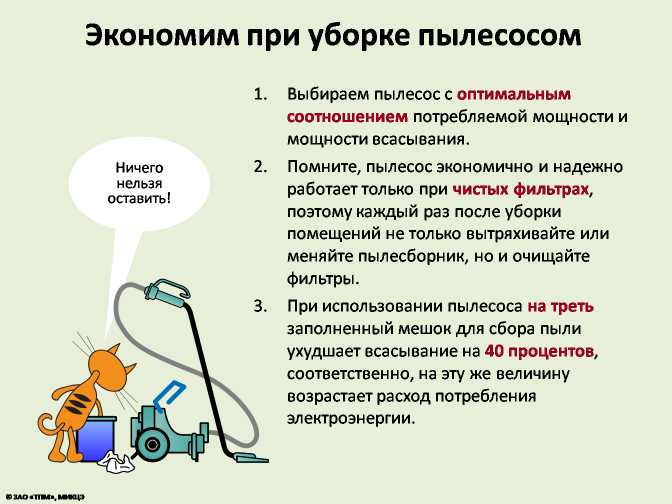 Экономим при уборке пылесосом
1. Выбираем пылесос с оптимальным
соотношением потребляемой мощности и
мощности всасывания.
2. Помните, пылесос экономично и надежно
работает только при чистых фильтрах,
поэтому каждый раз после уборки
помещений не только вытряхивайте или
меняйте пылесборник, но и очищайте
фильтры.
3. При использовании пылесоса на треть
заполненный мешок для сбора пыли
ухудшает всасывание на 40 процентов,
соответственно, на эту же величину
возрастает расход потребления
электроэнергии.
Ничего
нельзя
оставить!
© ЗАО «ТПМ», МИКЦЭ